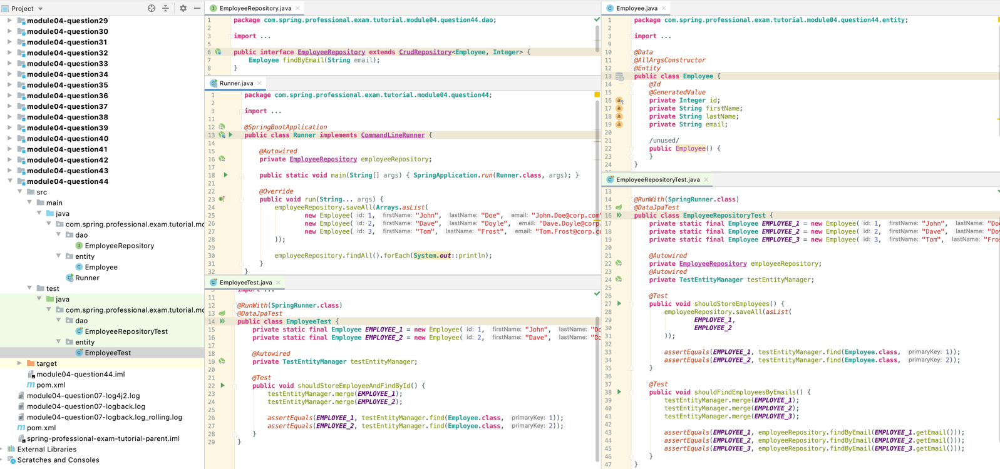 Project
module04-question29
module04-question30
module04-question31
module04-question32
module04-question33
module04-question34
module04-question35
module04-question36
module04-question37
module04-question38
module04-question39
module04-question40
module04-question41
module04-question42
module04-question43
module04-question44
src
main
java
com.spring.professional.exam.tutorial.mo
dao
EmployeeRepository
entity
Employee
Runner
test
java
com.spring.professional.exam.tutorial.mo
dao
EmployeeRepositoryTest
entity
EmployeeTest
target
module04-question44.iml
pom.xml
module04-question07-log4j2.log
module04-question07-logback.log
module04-question07-logback.log_rolling.log
pom.xml
spring-professional-exam-tutorial-parent.iml
External Libraries
Scratches and Consoles
EmployeeRepository.java
1 package com.spring.professional.exam.tutorial.module04.question44.dao;
2
3 import ...
5
6 public interface EmployeeRepository extends CrudRepository<Employee, Integer> {
7 Employee findByEmail(String email);
8 }
Runner.java
1 package com.spring.professional.exam.tutorial.module04.question44;
2
3 import ...
11
12 @SpringBootApplication
13 public class Runner implements CommandLineRunner {
14
15 @Autowired
16 private EmployeeRepository employeeRepository;
17
18 public static void main(String[] args) { SpringApplication.run(Runner.class, args); }
21
22 @Override
23 public void run(String... args) {
24 employeeRepository.saveAll(Arrays.asList(
25 new Employee( id: 1, firstName: "John", lastName: "Doe", email: "John.Doe@corp.com"
26 new Employee( id: 2, firstName: "Dave", lastName: "Doyle", email: "Dave.Doyle@corp.
27 new Employee( id: 3, firstName: "Tom", lastName: "Frost", email: "Tom.Frost@corp.co
28 ));
29
30 employeeRepository.findAll().forEach(System.out::println);
31 }
32 }
EmployeeTest.java
import ...
11
12 @RunWith(SpringRunner.class)
13 @DataJpaTest
14 public class EmployeeTest {
15 private static final Employee EMPLOYEE_1 = new Employee( id: 1, firstName: "John", lastName: "Do
16 private static final Employee EMPLOYEE_2 = new Employee( id: 2, firstName: "Dave", lastName: "Do
17
18 @Autowired
19 private TestEntityManager testEntityManager;
20
21 @Test
22 public void shouldStoreEmployeeAndFindById() {
23 testEntityManager.merge(EMPLOYEE_1);
24 testEntityManager.merge(EMPLOYEE_2);
25
26 assertEquals(EMPLOYEE_1, testEntityManager.find(Employee.class, primaryKey: 1));
27 assertEquals(EMPLOYEE_2, testEntityManager.find(Employee.class, primaryKey: 2));
28 }
29 }
Employee.java
1 package com.spring.professional.exam.tutorial.module04.question44.entity;
2
3 import ...
9
10 @Data
11 @AllArgsConstructor
12 @Entity
13 public class Employee {
14 @Id
15 @GeneratedValue
16 private Integer id;
17 private String firstName;
18 private String lastName;
19 private String email;
20
21 /unused/
22 public Employee() {
23 }
24 }
EmployeeRepositoryTest.java
13
14 @RunWith(SpringRunner.class)
15 @DataJpaTest
16 public class EmployeeRepositoryTest {
17 private static final Employee EMPLOYEE_1 = new Employee( id: 1, firstName: "John", lastName: "Doe
18 private static final Employee EMPLOYEE_2 = new Employee( id: 2, firstName: "Dave", lastName: "Do
19 private static final Employee EMPLOYEE_3 = new Employee( id: 3, firstName: "Tom", lastName: "Fros
20
21 @Autowired
22 private EmployeeRepository employeeRepository;
23 @Autowired
24 private TestEntityManager testEntityManager;
25
26 @Test
27 public void shouldStoreEmployees() {
28 employeeRepository.saveAll(asList(
29 EMPLOYEE_1,
30 EMPLOYEE_2
31 ));
32
33 assertEquals(EMPLOYEE_1, testEntityManager.find(Employee.class, primaryKey: 1));
34 assertEquals(EMPLOYEE_2, testEntityManager.find(Employee.class, primaryKey: 2));
35 }
36
37 @Test
38 public void shouldFindEmployeesByEmails() {
39 testEntityManager.merge(EMPLOYEE_1);
40 testEntityManager.merge(EMPLOYEE_2);
41 testEntityManager.merge(EMPLOYEE_3);
42
43 assertEquals(EMPLOYEE_1, employeeRepository.findByEmail(EMPLOYEE_1.getEmail()));
44 assertEquals(EMPLOYEE_2, employeeRepository.findByEmail(EMPLOYEE_2.getEmail()));
45 assertEquals(EMPLOYEE_3, employeeRepository.findByEmail(EMPLOYEE_3.getEmail()));
46 }
47 }